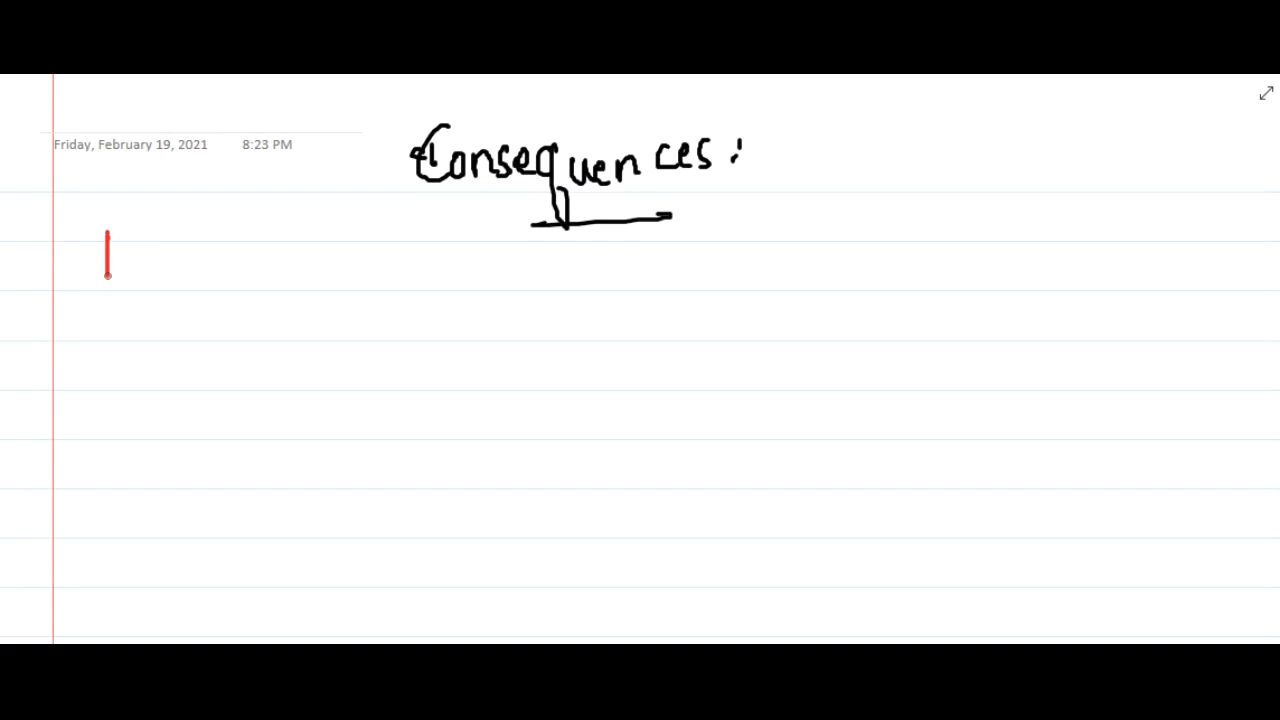 Friday, February 19, 2021 8:23 PM
Consequences :